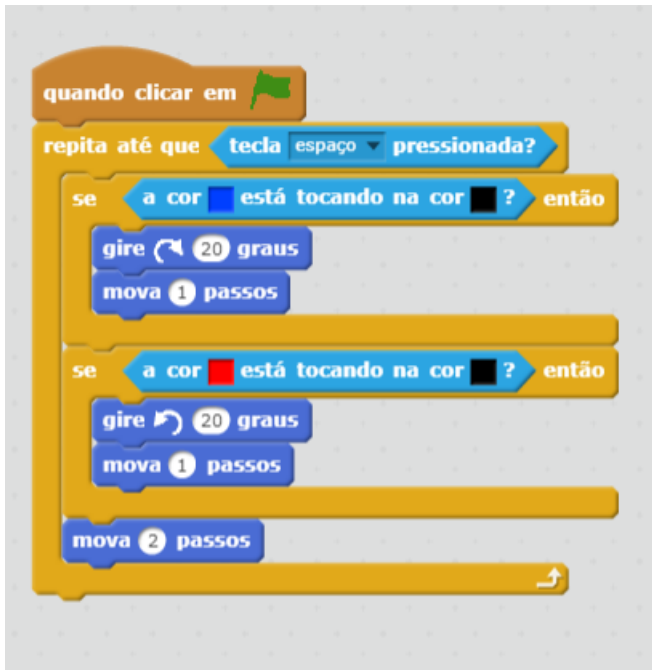 quando clicar em
repita até que tecla espaço pressionada?
se a cor está tocando na cor ? então
gire 20 graus
mova 1 passos
se a cor está tocando na cor ? então
gire 20 graus
mova 1 passos
mova 2 passos